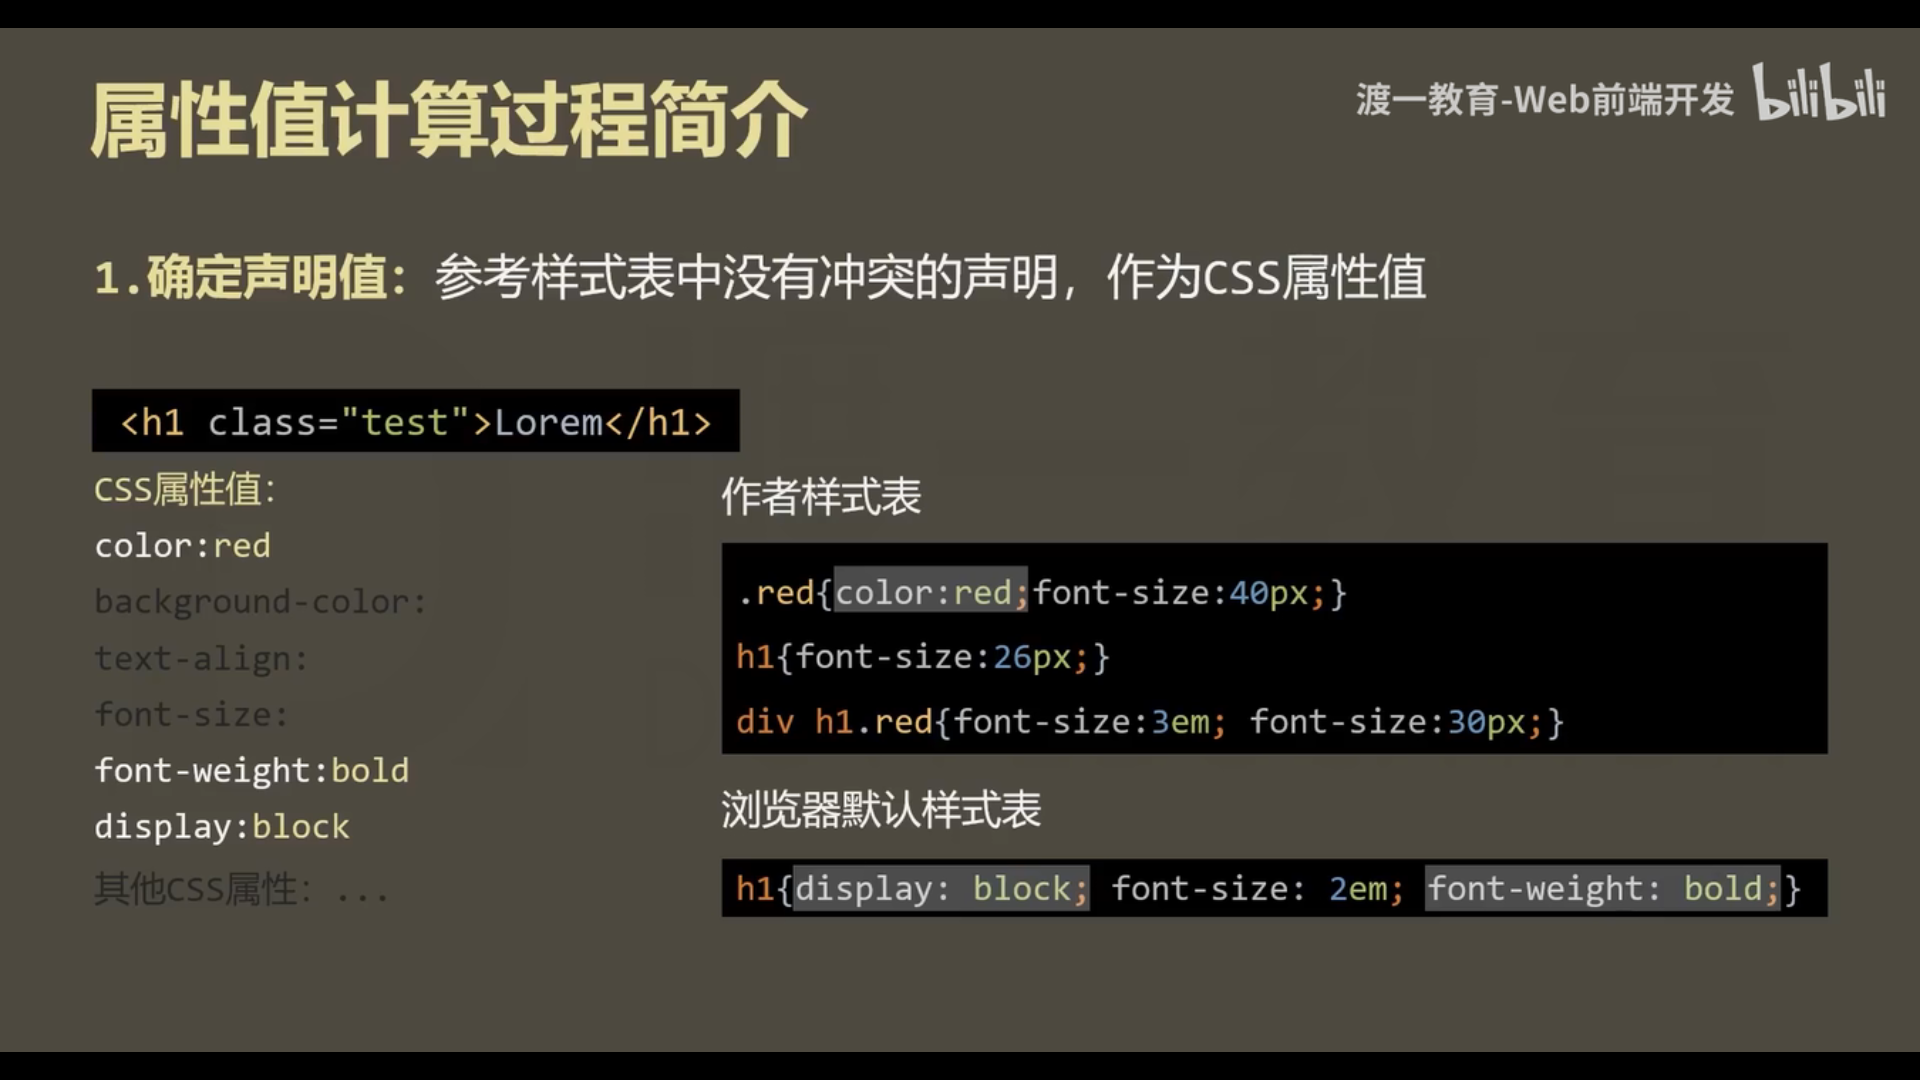 属性值计算过程简介
渡一教育-Web前端开发 bilibili
1.确定声明值：参考样式表中没有冲突的声明，作为CSS属性值
<h1 class="test">Lorem</h1>
CSS属性值：
color:red
background-color:
text-align:
font-size:
font-weight:bold
display:block
其他CSS属性：...
作者样式表
.red{color:red;font-size:40px;}
h1{font-size:26px;}
div h1.red{font-size:3em; font-size:30px;}
浏览器默认样式表
h1{display: block; font-size: 2em; font-weight: bold;}